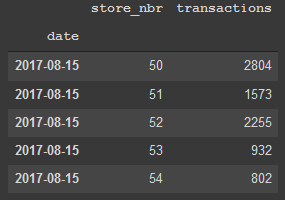 store_nbr transactions
date
2017-08-15 50 2804
2017-08-15 51 1573
2017-08-15 52 2255
2017-08-15 53 932
2017-08-15 54 802